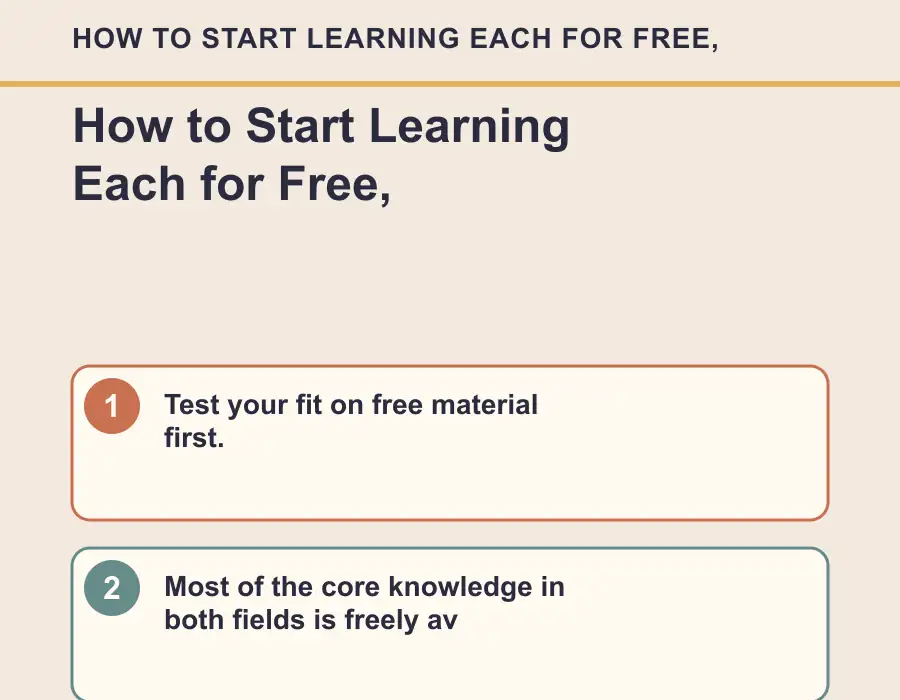 HOW TO START LEARNING EACH FOR FREE,
How to Start Learning
Each for Free,
1
Test your fit on free material
first.
2
Most of the core knowledge in
both fields is freely av